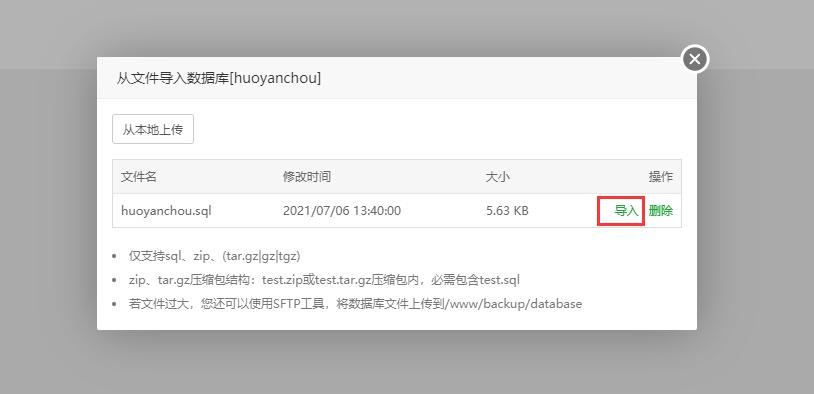 从文件导入数据库[huoyanchou]
从本地上传
文件名 修改时间 大小 操作
huoyanchou.sql 2021/07/06 13:40:00 5.63 KB 导入 删除
仅支持sql、zip、(tar.gz|gz|tgz)
zip、tar.gz压缩包结构：test.zip或test.tar.gz压缩包内，必需包含test.sql
若文件过大，您还可以使用SFTP工具，将数据库文件上传到/www/backup/database